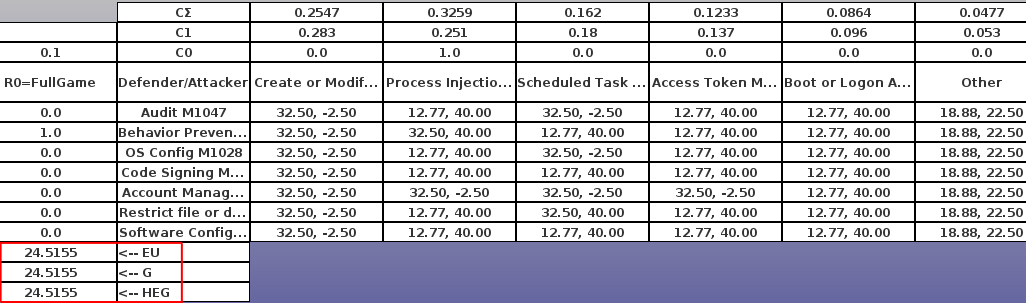 CΣ 0.2547 0.3259 0.162 0.1233 0.0864 0.0477
C1 0.283 0.251 0.18 0.137 0.096 0.053
0.1 C0 0.0 1.0 0.0 0.0 0.0 0.0
R0=FullGame Defender/Attacker Create or Modif... Process Injectio... Scheduled Task ... Access Token M... Boot or Logon A... Other
0.0 Audit M1047 32.50, -2.50 12.77, 40.00 32.50, -2.50 12.77, 40.00 12.77, 40.00 18.88, 22.50
1.0 Behavior Preven... 32.50, -2.50 32.50, 40.00 12.77, 40.00 12.77, 40.00 12.77, 40.00 18.88, 22.50
0.0 OS Config M1028 32.50, -2.50 12.77, 40.00 32.50, -2.50 12.77, 40.00 12.77, 40.00 18.88, 22.50
0.0 Code Signing M... 32.50, -2.50 12.77, 40.00 12.77, 40.00 12.77, 40.00 12.77, 40.00 18.88, 22.50
0.0 Account Manag... 32.50, -2.50 32.50, -2.50 32.50, -2.50 32.50, -2.50 12.77, 40.00 18.88, 22.50
0.0 Restrict file or d... 32.50, -2.50 12.77, 40.00 32.50, 40.00 12.77, 40.00 12.77, 40.00 18.88, 22.50
0.0 Software Config... 32.50, -2.50 12.77, 40.00 12.77, 40.00 12.77, 40.00 12.77, 40.00 18.88, 22.50
24.5155 <-- EU
24.5155 <-- G
24.5155 <-- HEG